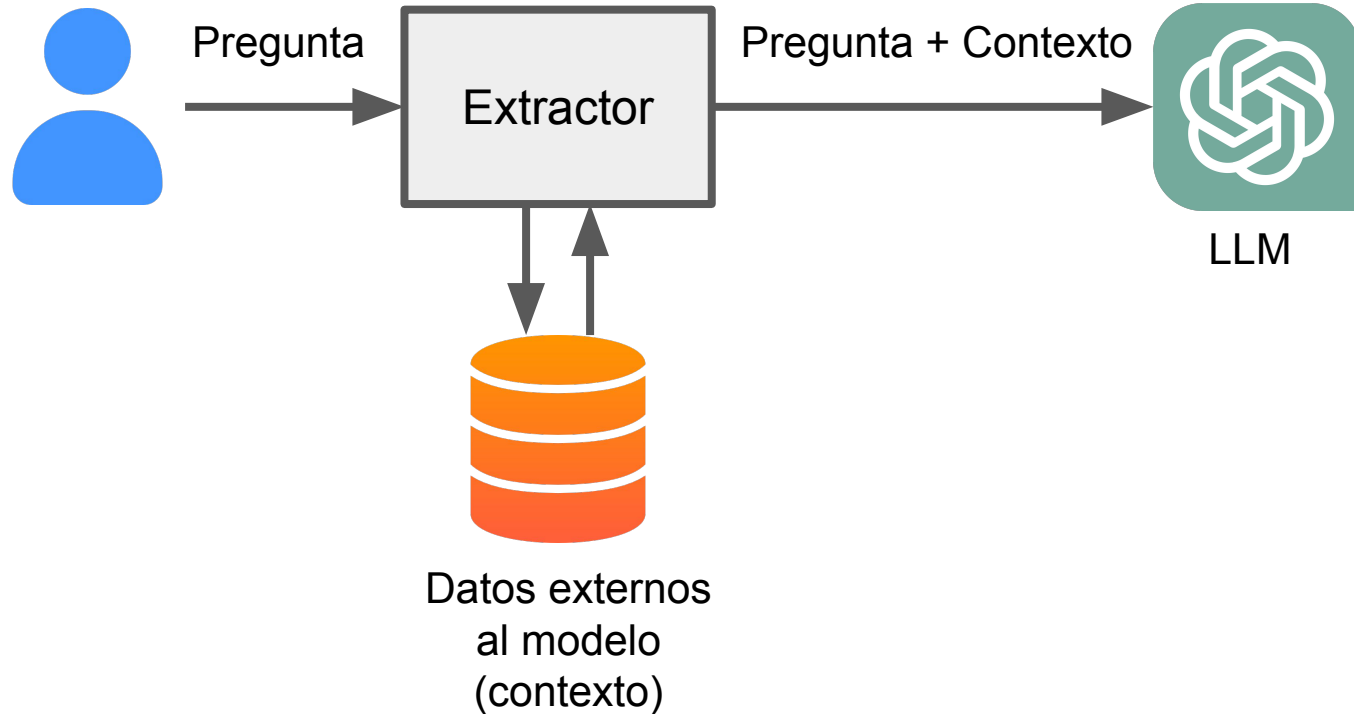 Pregunta
Extractor
Pregunta + Contexto
LLM
Datos externos
al modelo
(contexto)